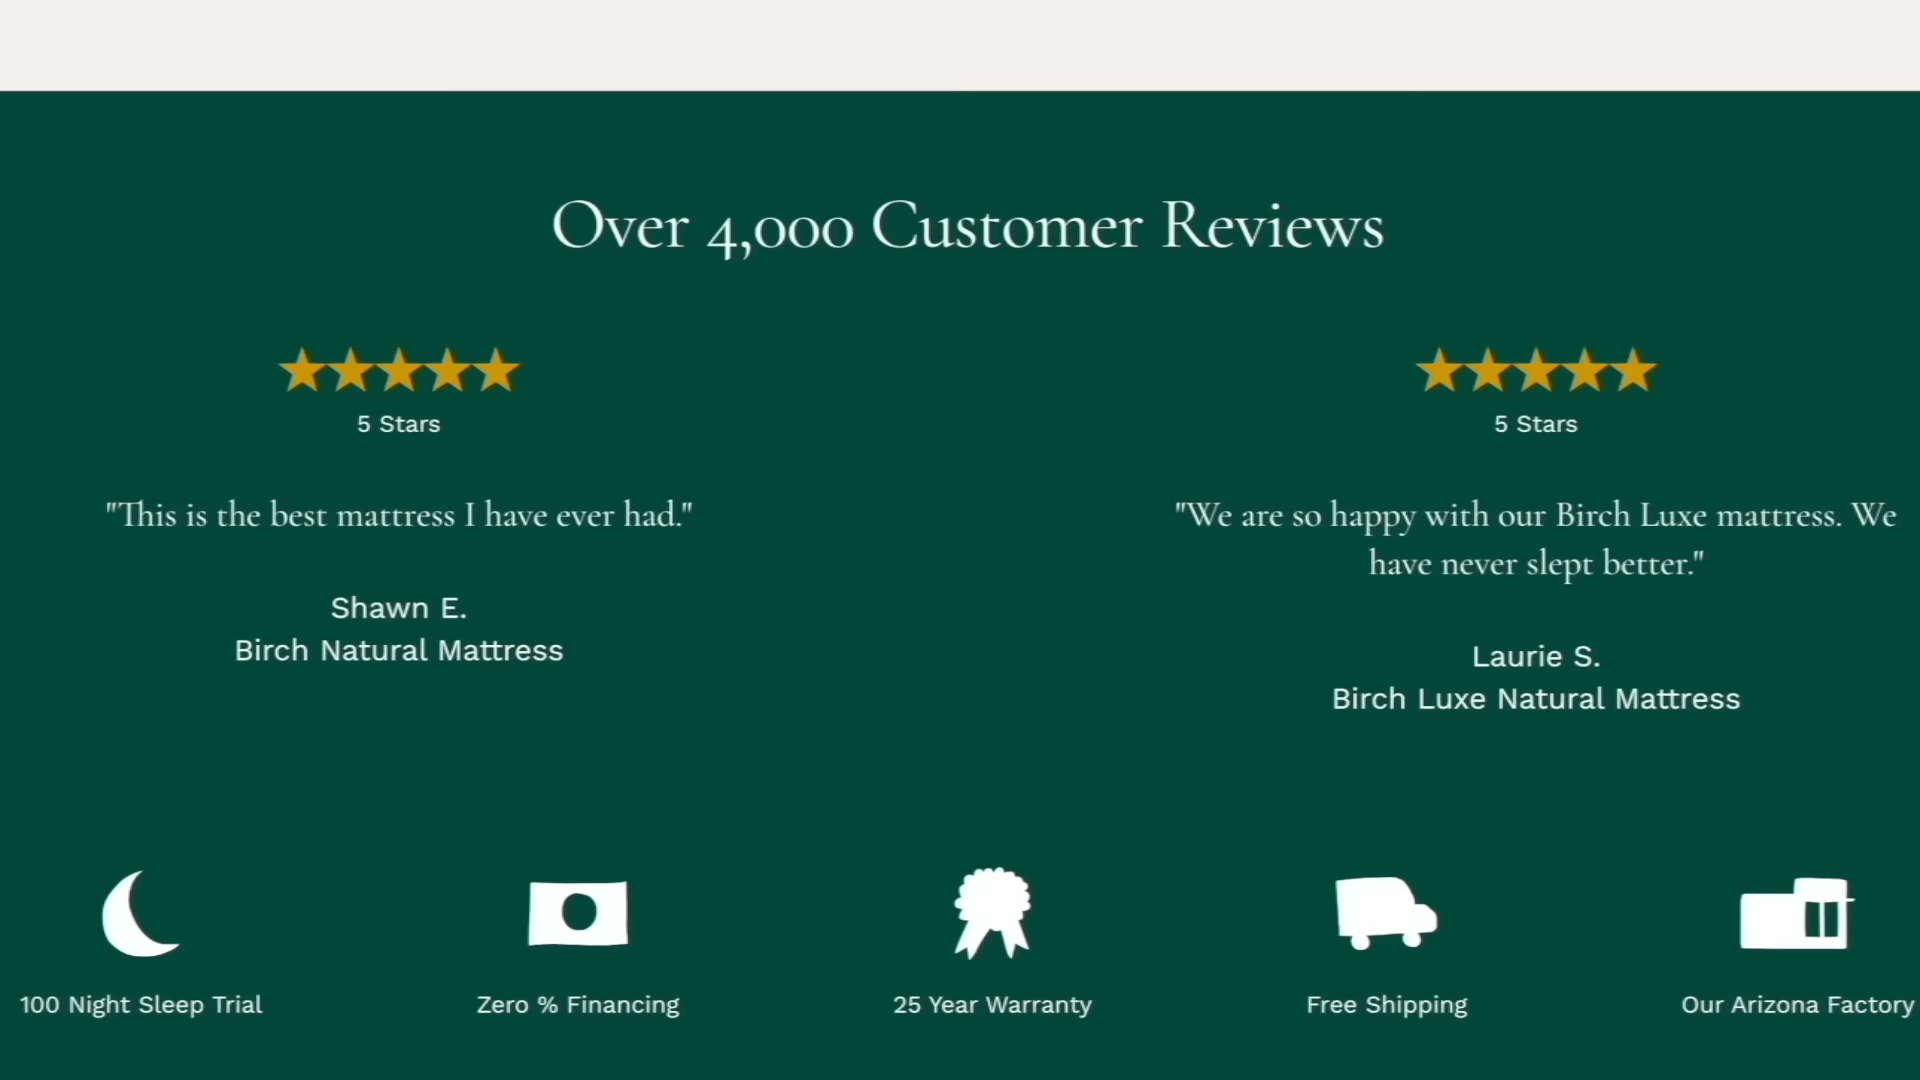 Over 4,000 Customer Reviews
5 Stars
"This is the best mattress I have ever had."
Shawn E.
Birch Natural Mattress
5 Stars
"We are so happy with our Birch Luxe mattress. We
have never slept better."
Laurie S.
Birch Luxe Natural Mattress
100 Night Sleep Trial
Zero % Financing
25 Year Warranty
Free Shipping
Our Arizona Factory